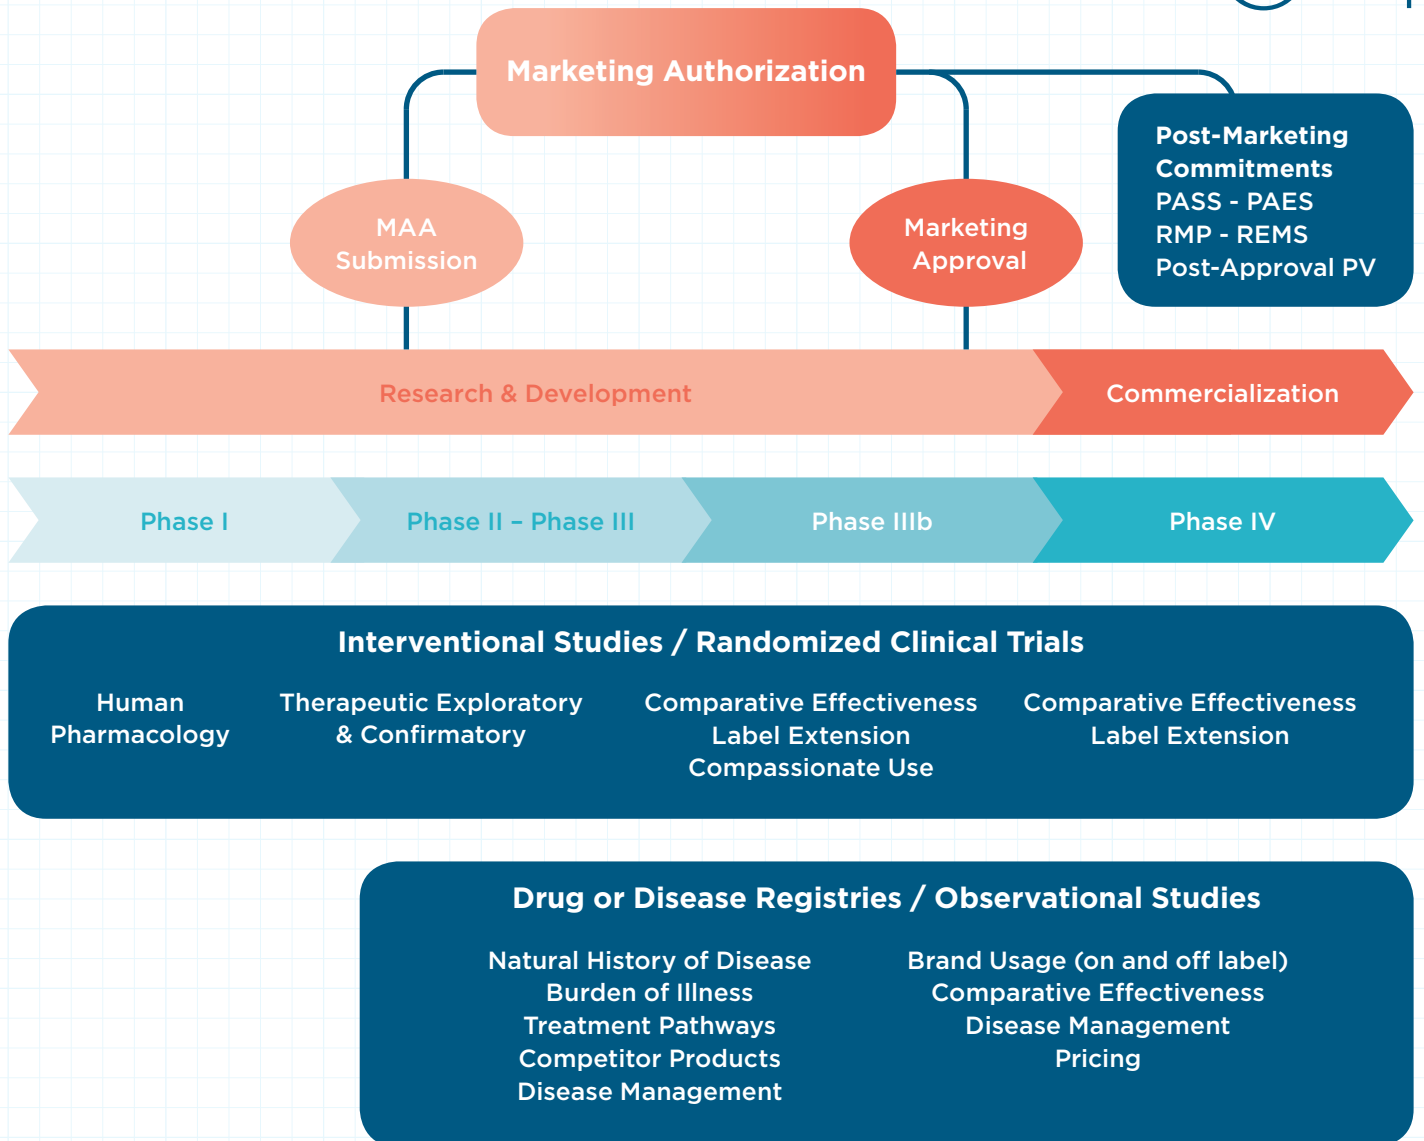 Marketing Authorization
Post-Marketing
Commitments
PASS - PAES
RMP - REMS
Post-Approval PV
MAA
Submission
Marketing
Approval
Research & Development
Commercialization
Phase I
Phase II – Phase III
Phase IIIb
Phase IV
Interventional Studies / Randomized Clinical Trials
Human
Pharmacology
Therapeutic Exploratory
& Confirmatory
Comparative Effectiveness
Label Extension
Compassionate Use
Comparative Effectiveness
Label Extension
Drug or Disease Registries / Observational Studies
Natural History of Disease
Burden of Illness
Treatment Pathways
Competitor Products
Disease Management
Brand Usage (on and off label)
Comparative Effectiveness
Disease Management
Pricing